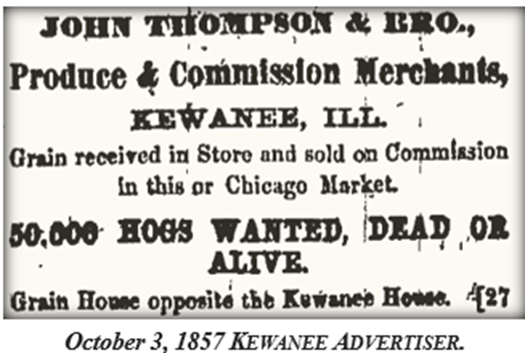 JOHN THOMPSON & BRO.,
Produce & Commission Merchants,
KEWANEE, ILL.
Grain received in Store and sold on Commission
in this or Chicago Market.
50,000 HOGS WANTED, DEAD OR
ALIVE.
Grain House opposite the Kewanee House. [27
October 3, 1857 KEWANEE ADVERTISER.